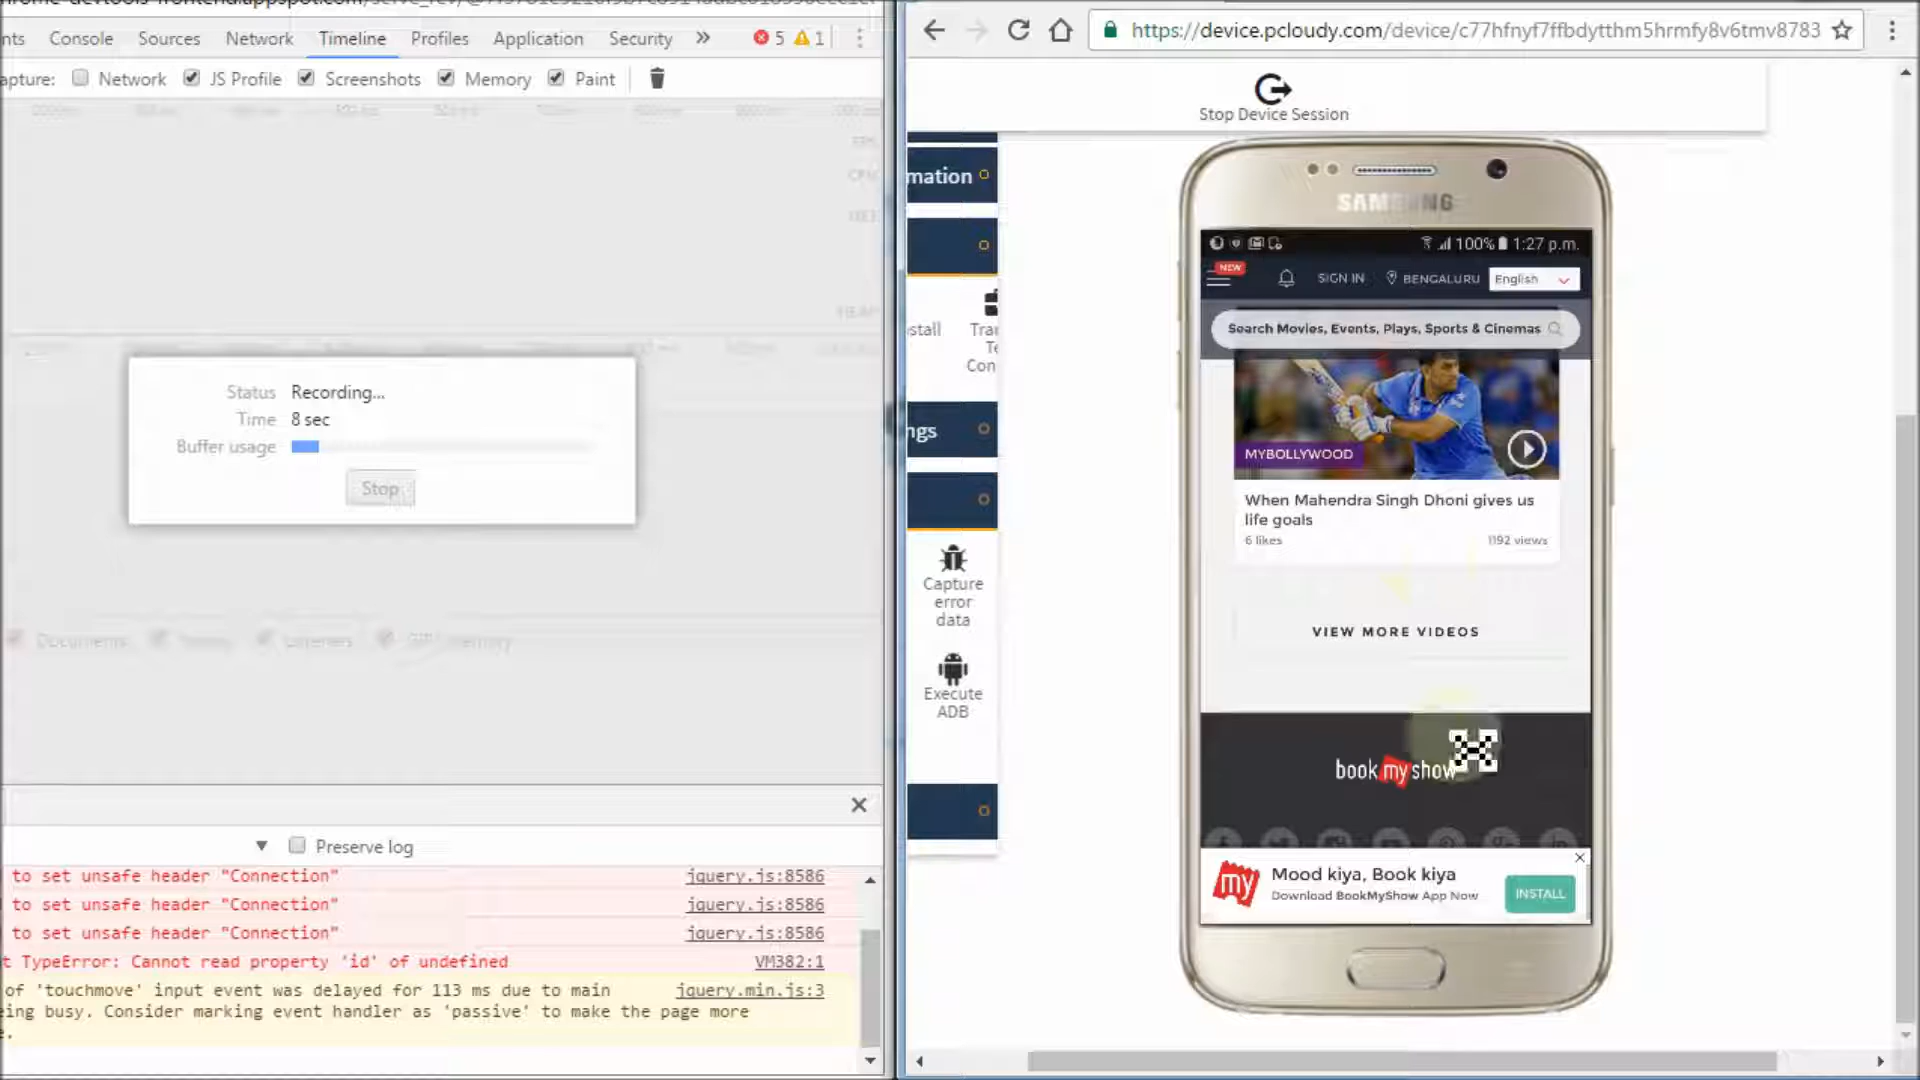 Console Sources Network Timeline Profiles Application Security » 5 1
Network JS Profile Screenshots Memory Paint
Status Recording...
Time 8 sec
Buffer usage
Stop
Documents Listeners
Preserve log
to set unsafe header "Connection" jquery.js:8586
to set unsafe header "Connection" jquery.js:8586
to set unsafe header "Connection" jquery.js:8586
t TypeError: Cannot read property 'id' of undefined VM382:1
of 'touchmove' input event was delayed for 113 ms due to main jquery.min.js:3
eing busy. Consider marking event handler as 'passive' to make the page more
https://device.pcloudy.com/device/c77hfnyf7ffbdytthm5hrmfy8v6tmv8783
Stop Device Session
mation
stall
ngs
Capture
error
data
Execute
ADB
SAMSUNG
100% 1:27 p.m.
NEW
SIGN IN BENGALURU English
Search Movies, Events, Plays, Sports & Cinemas
MYBOLLYWOOD
When Mahendra Singh Dhoni gives us
life goals
6 likes 1192 views
VIEW MORE VIDEOS
book my show
my
Mood kiya, Book kiya
Download BookMyShow App Now
INSTALL